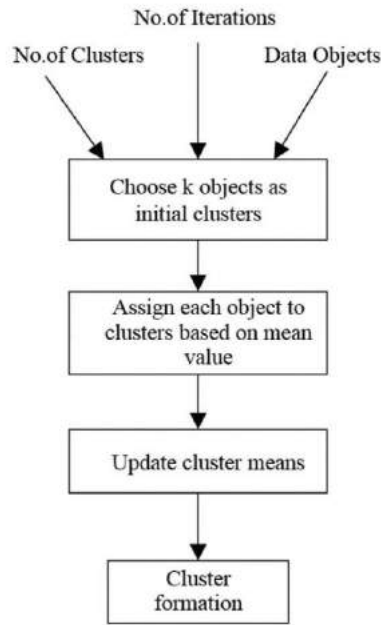 No.of Iterations
No.of Clusters
Data Objects
Choose k objects as
initial clusters
Assign each object to
clusters based on mean
value
Update cluster means
Cluster
formation